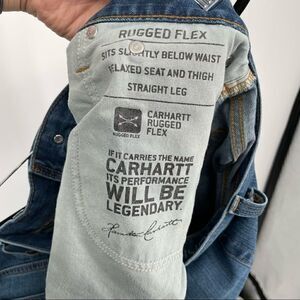 RUGGED FLEX
SITS SLIGHTLY BELOW WAIST
RELAXED SEAT AND THIGH
STRAIGHT LEG
RUGGED FLEX
CARHARTT
RUGGED
FLEX
IF IT CARRIES THE NAME
CARHARTT
ITS PERFORMANCE
WILL BE
LEGENDARY.